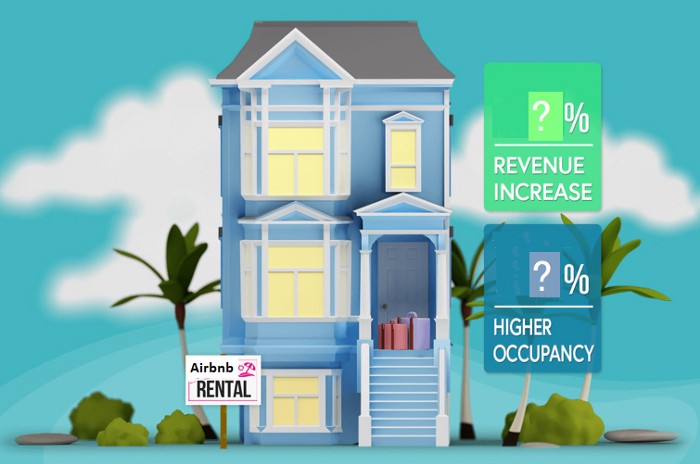 ?%
REVENUE
INCREASE
?%
HIGHER
OCCUPANCY
Airbnb
RENTAL